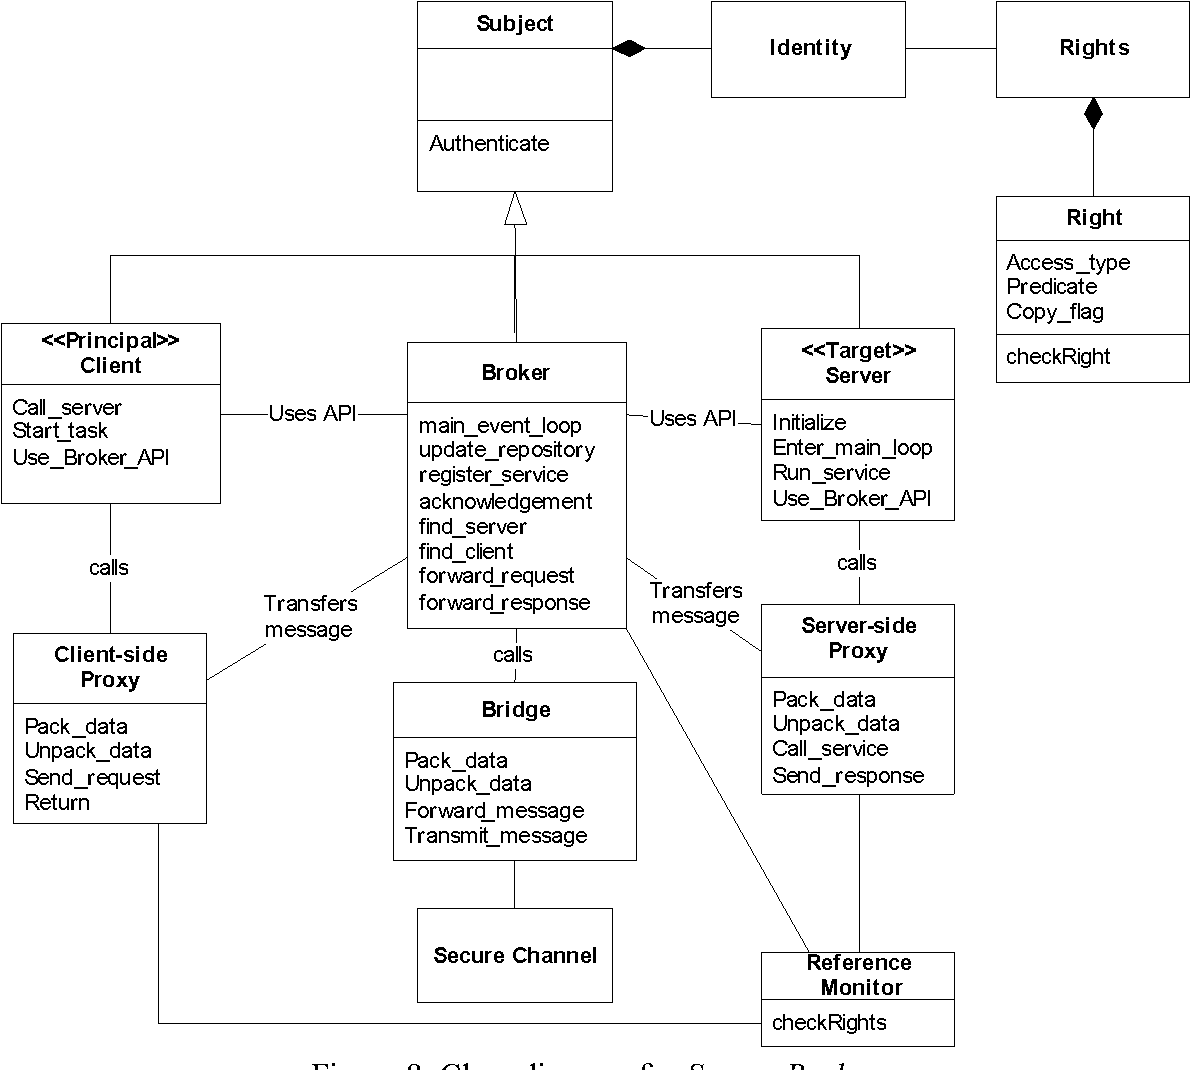 Subject
Authenticate
Identity
Rights
Right
Access_type
Predicate
Copy_flag
checkRight
<<Principal>>
Client
Call_server
Start_task
Use_Broker_API
Uses API
Broker
main_event_loop
update_repository
register_service
acknowledgement
find_server
find_client
forward_request
forward_response
Uses API
<<Target>>
Server
Initialize
Enter_main_loop
Run_service
Use_Broker_API
calls
Transfers
message
calls
Transfers
message
calls
Client-side
Proxy
Pack_data
Unpack_data
Send_request
Return
Bridge
Pack_data
Unpack_data
Forward_message
Transmit_message
Server-side
Proxy
Pack_data
Unpack_data
Call_service
Send_response
Secure Channel
Reference
Monitor
checkRights